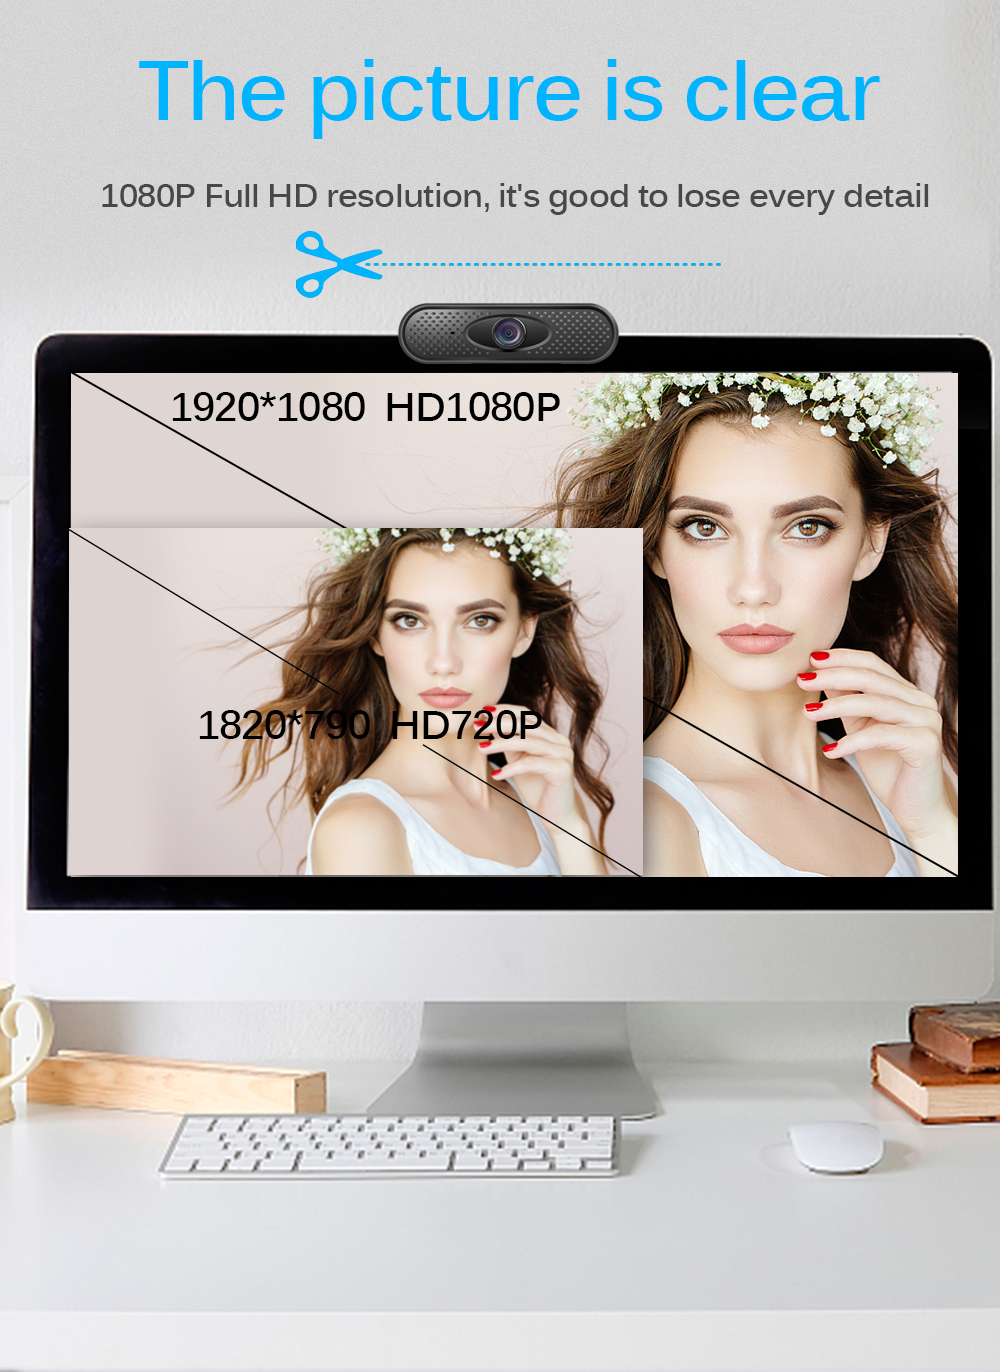 The picture is clear
1080P Full HD resolution, it's good to lose every detail
1920*1080 HD1080P
1820*790 HD720P